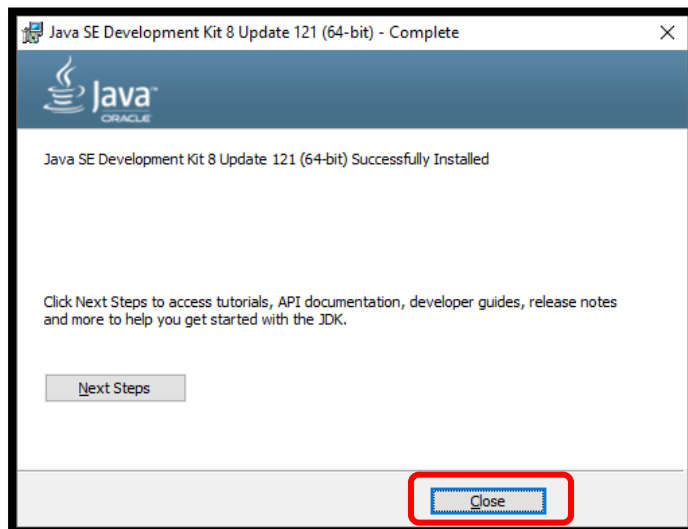 Java SE Development Kit 8 Update 121 (64-bit) - Complete
Java™
ORACLE
Java SE Development Kit 8 Update 121 (64-bit) Successfully Installed
Click Next Steps to access tutorials, API documentation, developer guides, release notes
and more to help you get started with the JDK.
Next Steps
Close